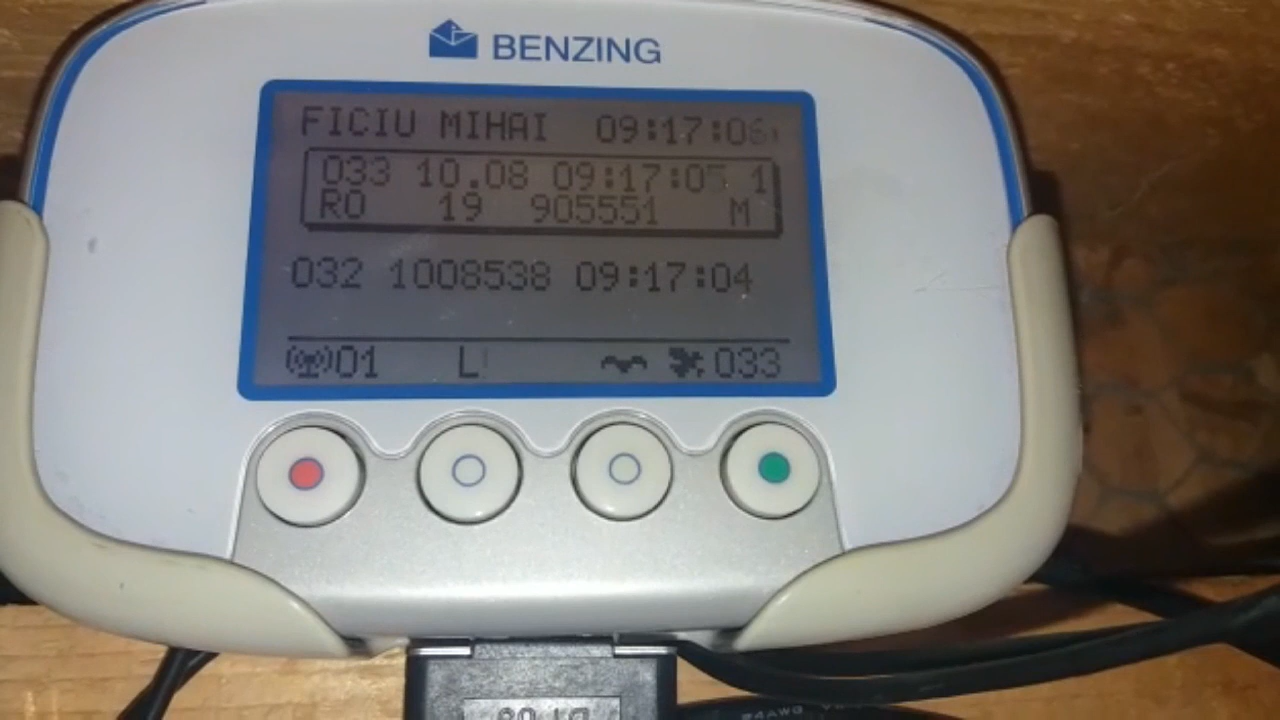 BENZING
FICIU MIHAI 09:17:06
033 10.08 09:17:05 1
RO 19 905551 M
032 1008538 09:17:04
01 L 033
24AWG